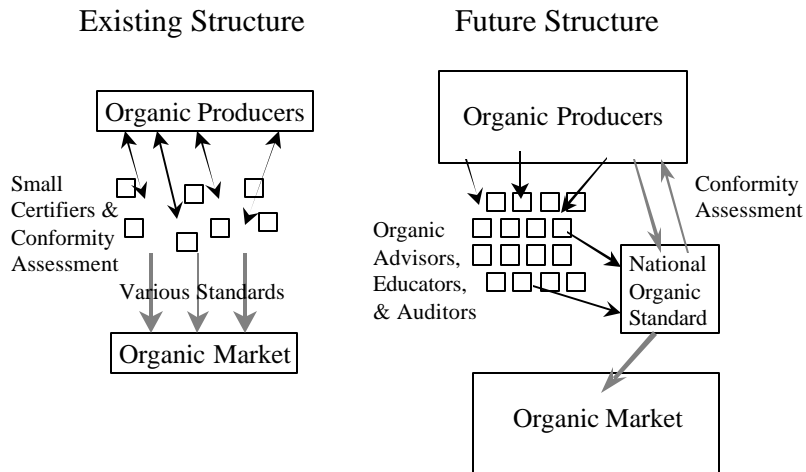 Existing Structure
Organic Producers
Small
Certifiers &
Conformity
Assessment
Various Standards
Organic Market
Future Structure
Organic Producers
Conformity
Assessment
Organic
Advisors,
Educators,
& Auditors
National
Organic
Standard
Organic Market